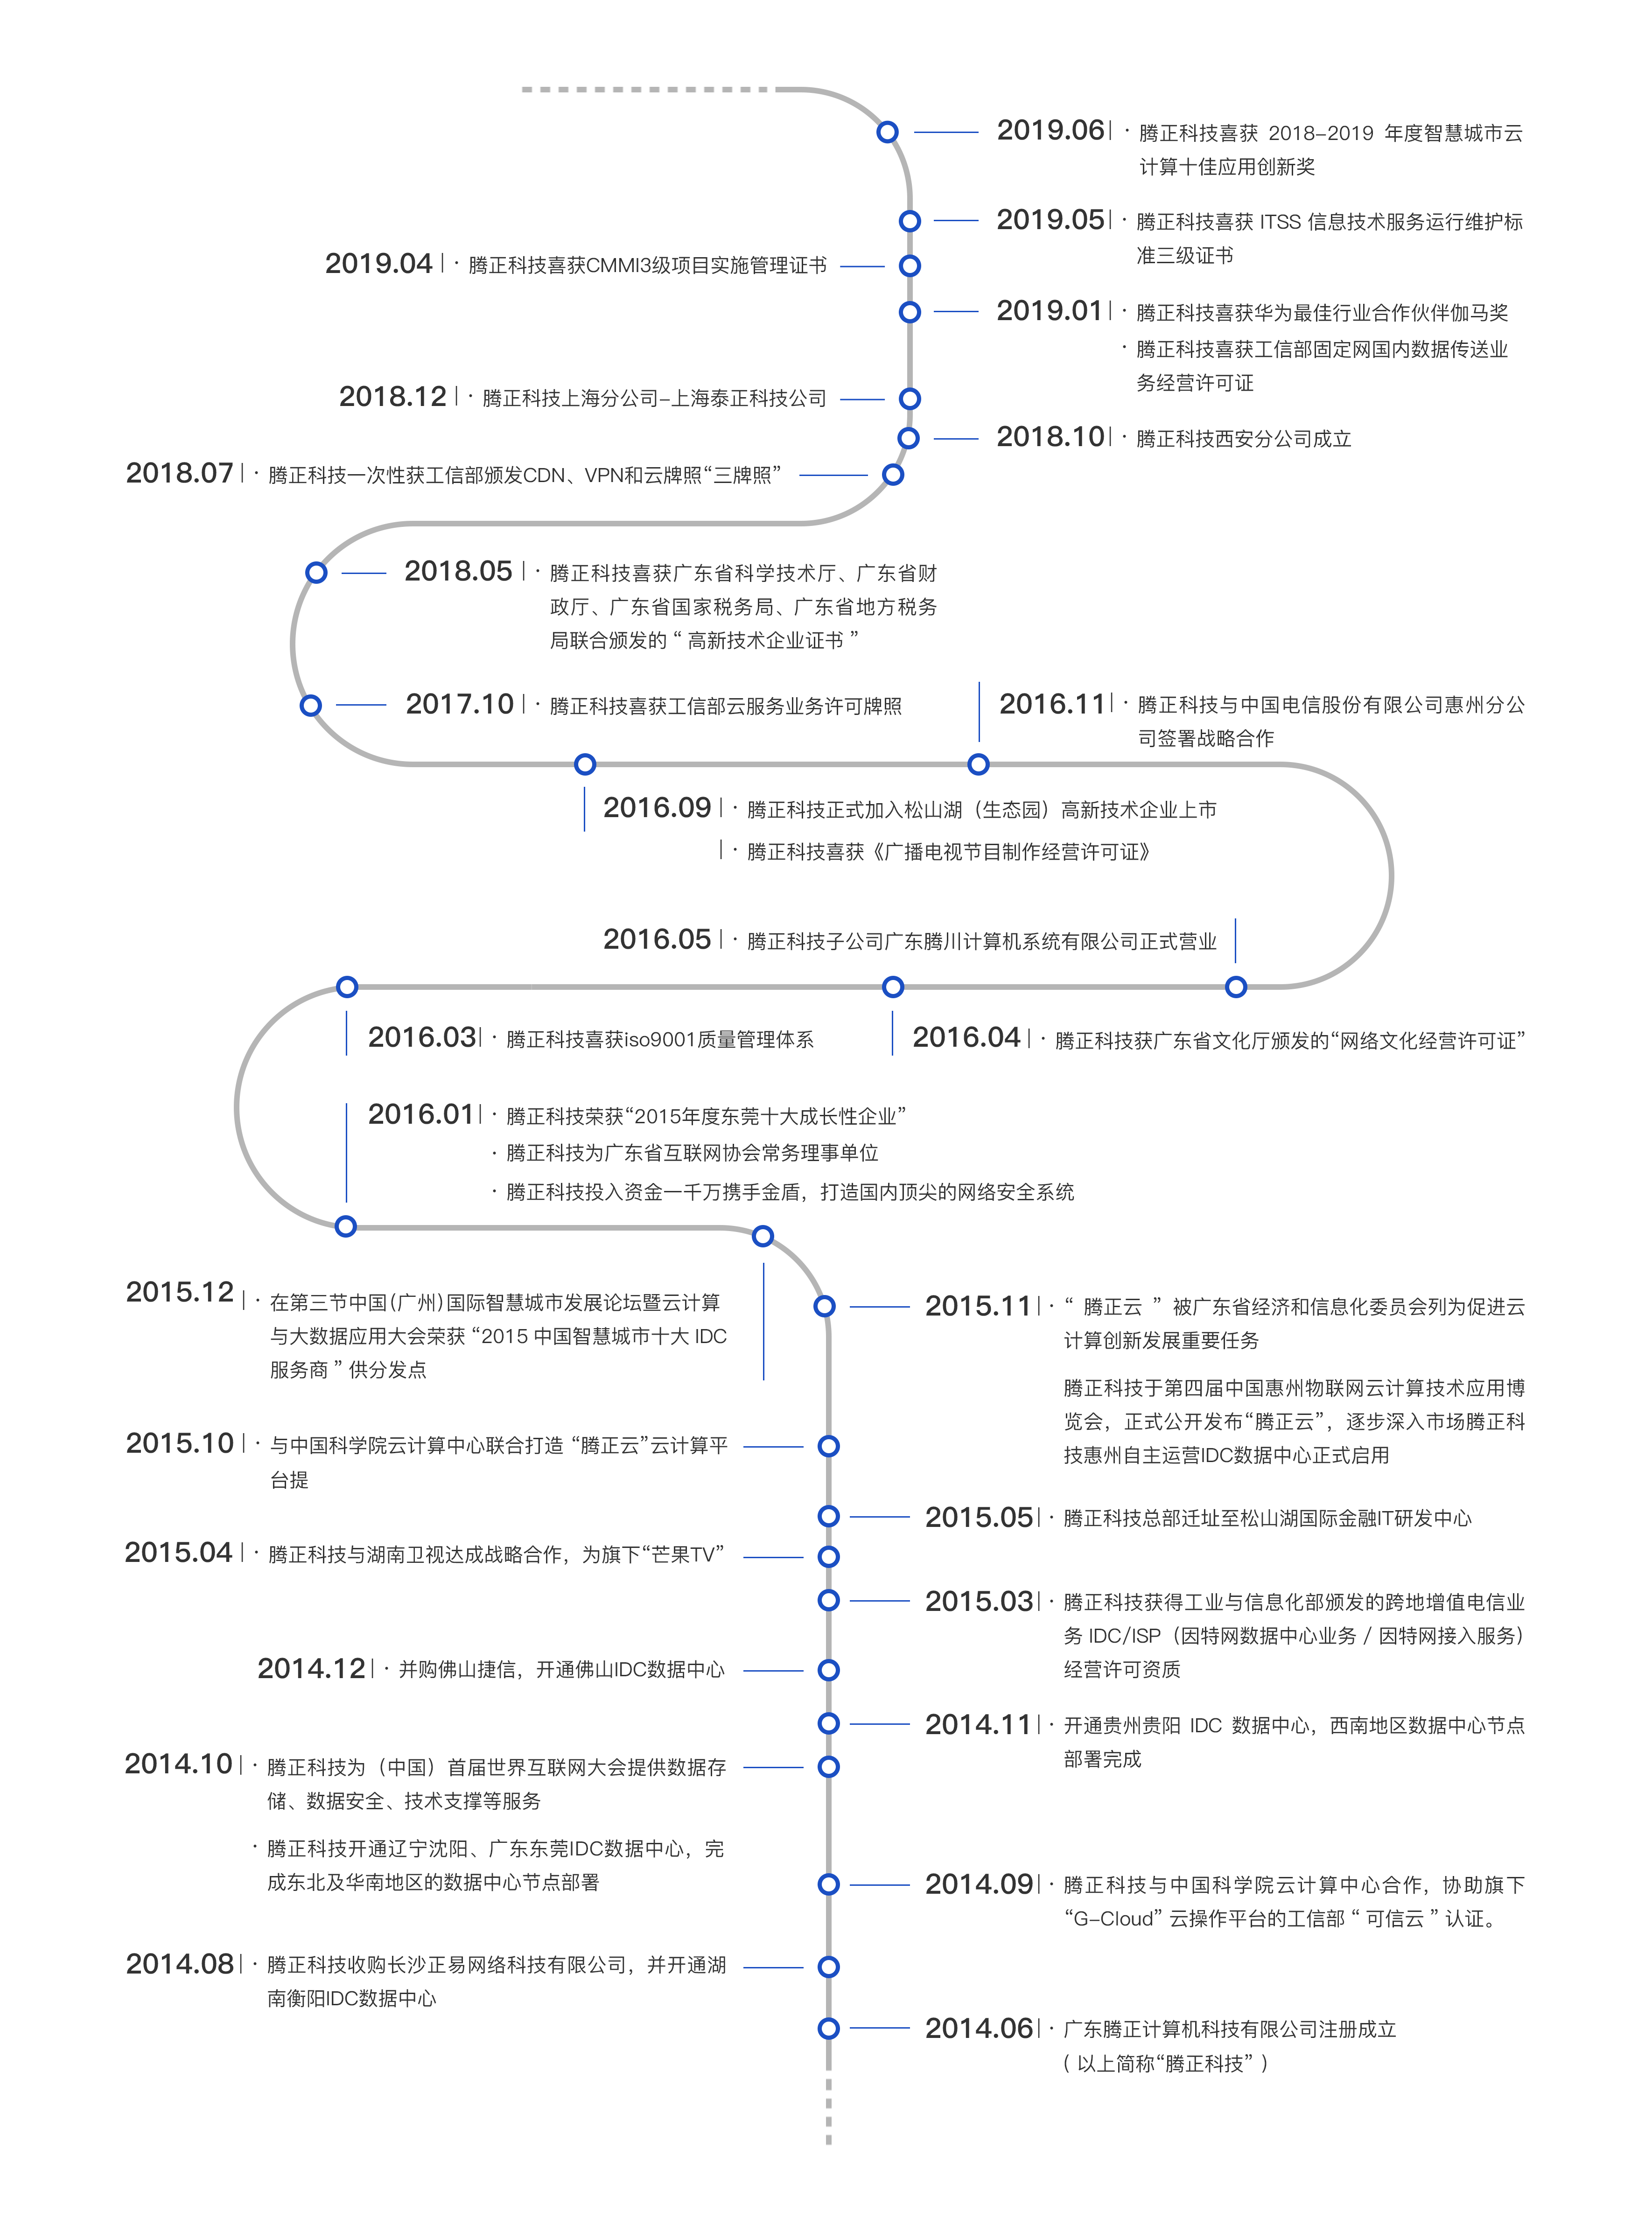 2019.06 · 腾正科技喜获 2018-2019 年度智慧城市云
计算十佳应用创新奖
2019.05 · 腾正科技喜获 ITSS 信息技术服务运行维护标
准三级证书
2019.04 · 腾正科技喜获CMMI3级项目实施管理证书
2019.01 · 腾正科技喜获华为最佳行业合作伙伴伽马奖
· 腾正科技喜获工信部固定网国内数据传送业
务经营许可证
2018.12 · 腾正科技上海分公司-上海泰正科技公司
2018.10 · 腾正科技西安分公司成立
2018.07 · 腾正科技一次性获工信部颁发CDN、VPN和云牌照“三牌照”
2018.05 · 腾正科技喜获广东省科学技术厅、广东省财
政厅、广东省国家税务局、广东省地方税务
局联合颁发的 “ 高新技术企业证书 ”
2017.10 · 腾正科技喜获工信部云服务业务许可牌照
2016.11 · 腾正科技与中国电信股份有限公司惠州分公
司签署战略合作
2016.09 · 腾正科技正式加入松山湖（生态园）高新技术企业上市
· 腾正科技喜获《广播电视节目制作经营许可证》
2016.05 · 腾正科技子公司广东腾川计算机系统有限公司正式营业
2016.04 · 腾正科技获广东省文化厅颁发的“网络文化经营许可证”
2016.03 · 腾正科技喜获iso9001质量管理体系
2016.01 · 腾正科技荣获“2015年度东莞十大成长性企业”
· 腾正科技为广东省互联网协会常务理事单位
· 腾正科技投入资金一千万携手金盾，打造国内顶尖的网络安全系统
2015.12 · 在第三节中国(广州)国际智慧城市发展论坛暨云计算
与大数据应用大会荣获 “2015 中国智慧城市十大 IDC
服务商 ” 供分发点
2015.11 · “ 腾正云 ” 被广东省经济和信息化委员会列为促进云
计算创新发展重要任务
腾正科技于第四届中国惠州物联网云计算技术应用博
览会，正式公开发布“腾正云”，逐步深入市场腾正科
技惠州自主运营IDC数据中心正式启用
2015.10 · 与中国科学院云计算中心联合打造 “腾正云”云计算平
台提
2015.05 · 腾正科技总部迁址至松山湖国际金融IT研发中心
2015.04 · 腾正科技与湖南卫视达成战略合作，为旗下“芒果TV”
2015.03 · 腾正科技获得工业与信息化部颁发的跨地增值电信业
务 IDC/ISP（因特网数据中心业务 / 因特网接入服务）
经营许可资质
2014.12 · 并购佛山捷信，开通佛山IDC数据中心
2014.11 · 开通贵州贵阳 IDC 数据中心，西南地区数据中心节点
部署完成
2014.10 · 腾正科技为（中国）首届世界互联网大会提供数据存
储、数据安全、技术支撑等服务
· 腾正科技开通辽宁沈阳、广东东莞IDC数据中心，完
成东北及华南地区的数据中心节点部署
2014.09 · 腾正科技与中国科学院云计算中心合作，协助旗下
“G-Cloud” 云操作平台的工信部 “ 可信云 ” 认证。
2014.08 · 腾正科技收购长沙正易网络科技有限公司，并开通湖
南衡阳IDC数据中心
2014.06 · 广东腾正计算机科技有限公司注册成立
( 以上简称“腾正科技” )